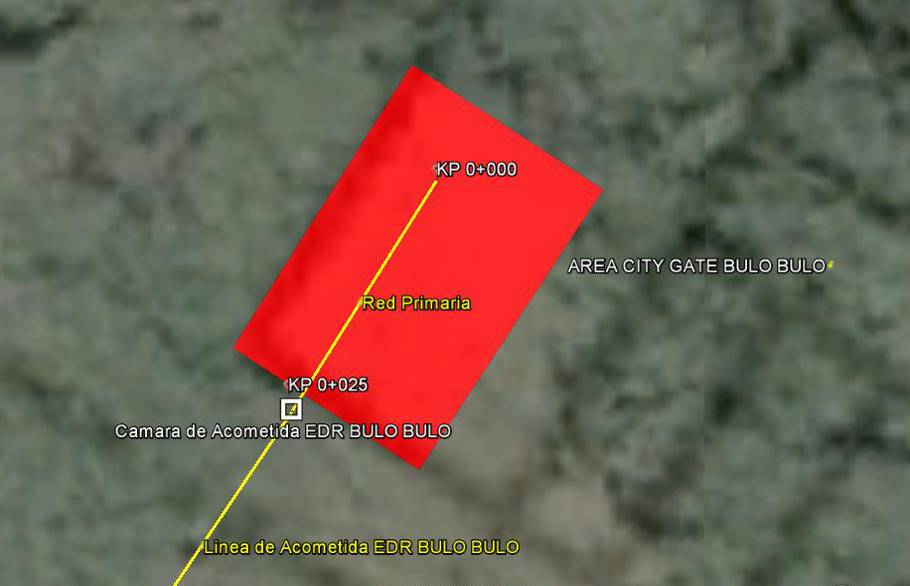 KP 0+000
AREA CITY GATE BULO BULO
Red Primaria
KP 0+025
Camara de Acometida EDR BULO BULO
Linea de Acometida EDR BULO BULO